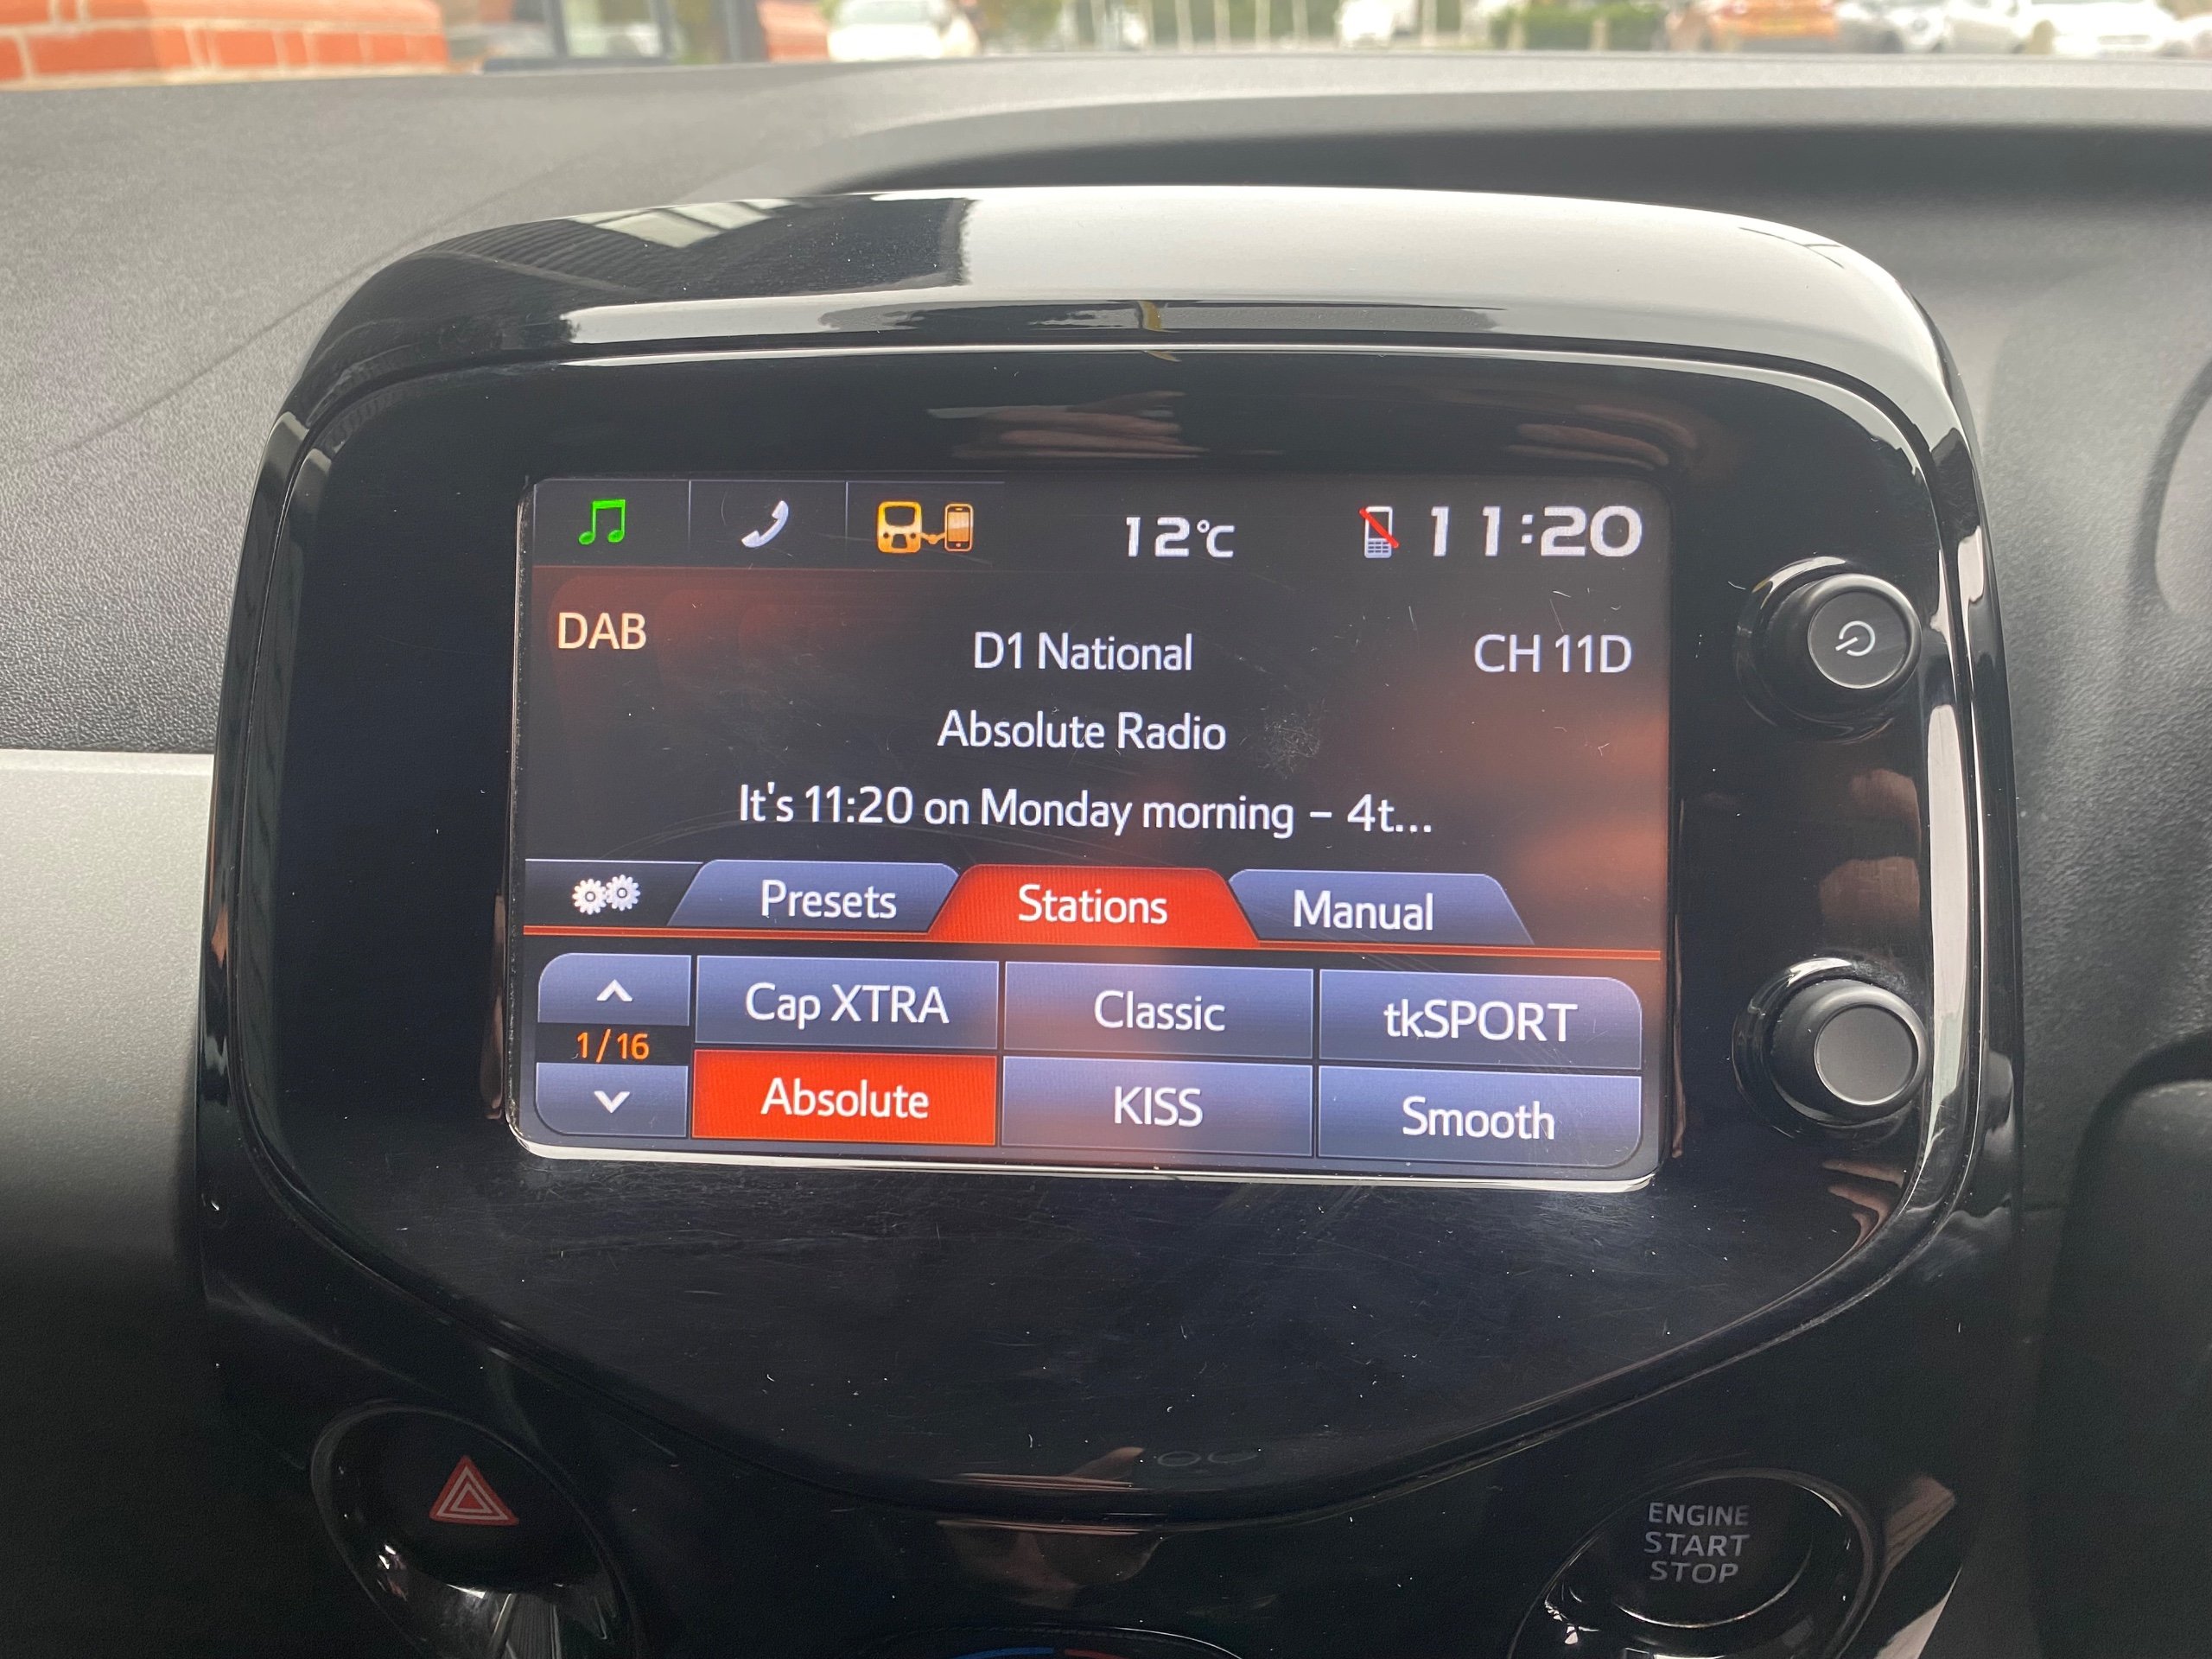 12°C
11:20
DAB
D1 National
CH 11D
Absolute Radio
It's 11:20 on Monday morning – 4t...
Presets
Stations
Manual
Cap XTRA
Classic
tkSPORT
1/16
Absolute
KISS
Smooth
ENGINE
START
STOP